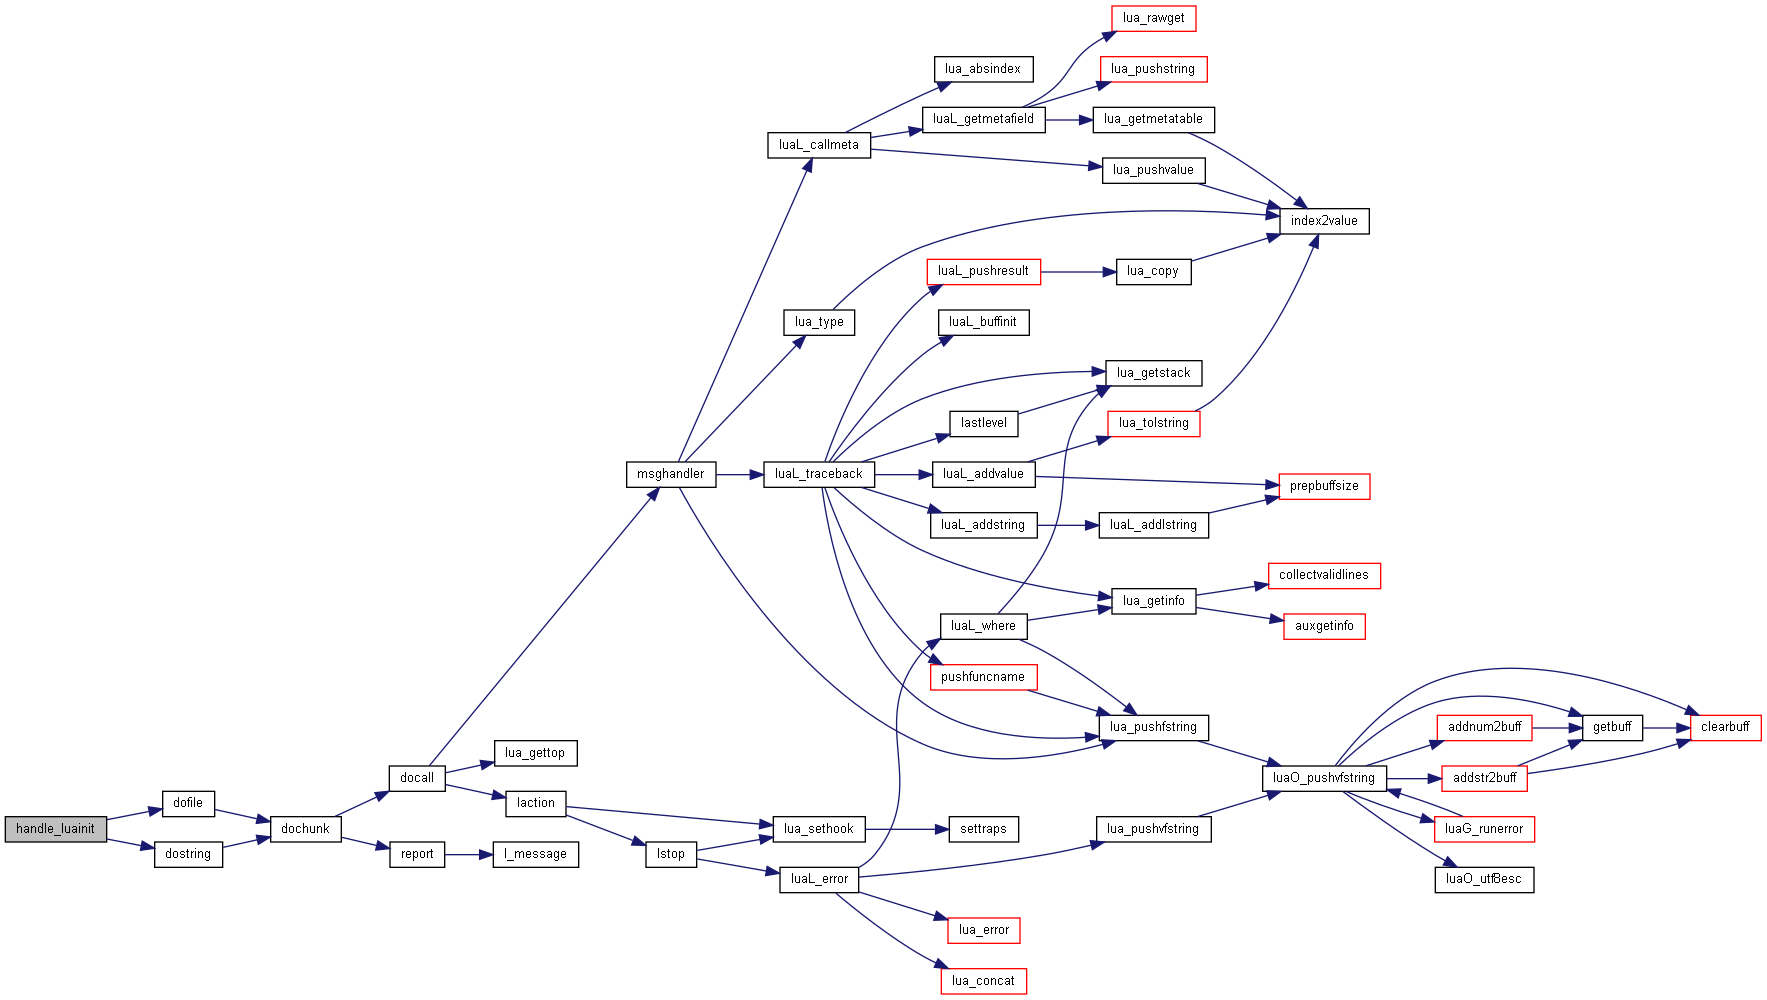 lua_rawget
lua_absindex
lua_pushstring
luaL_getmetafield
lua_getmetatable
luaL_callmeta
lua_pushvalue
index2value
luaL_pushresult
lua_copy
lua_type
luaL_buffinit
lua_getstack
lastlevel
lua_tolstring
msghandler
luaL_traceback
luaL_addvalue
prepbuffsize
luaL_addstring
luaL_addlstring
collectvalidlines
lua_getinfo
luaL_where
auxgetinfo
pushfuncname
lua_pushfstring
addnum2buff
getbuff
clearbuff
lua_gettop
docall
luaO_pushvfstring
addstr2buff
dofile
laction
handle_luainit
dochunk
lua_sethook
settraps
lua_pushvfstring
luaG_runerror
dostring
report
l_message
lstop
luaL_error
luaO_utf8esc
lua_error
lua_concat